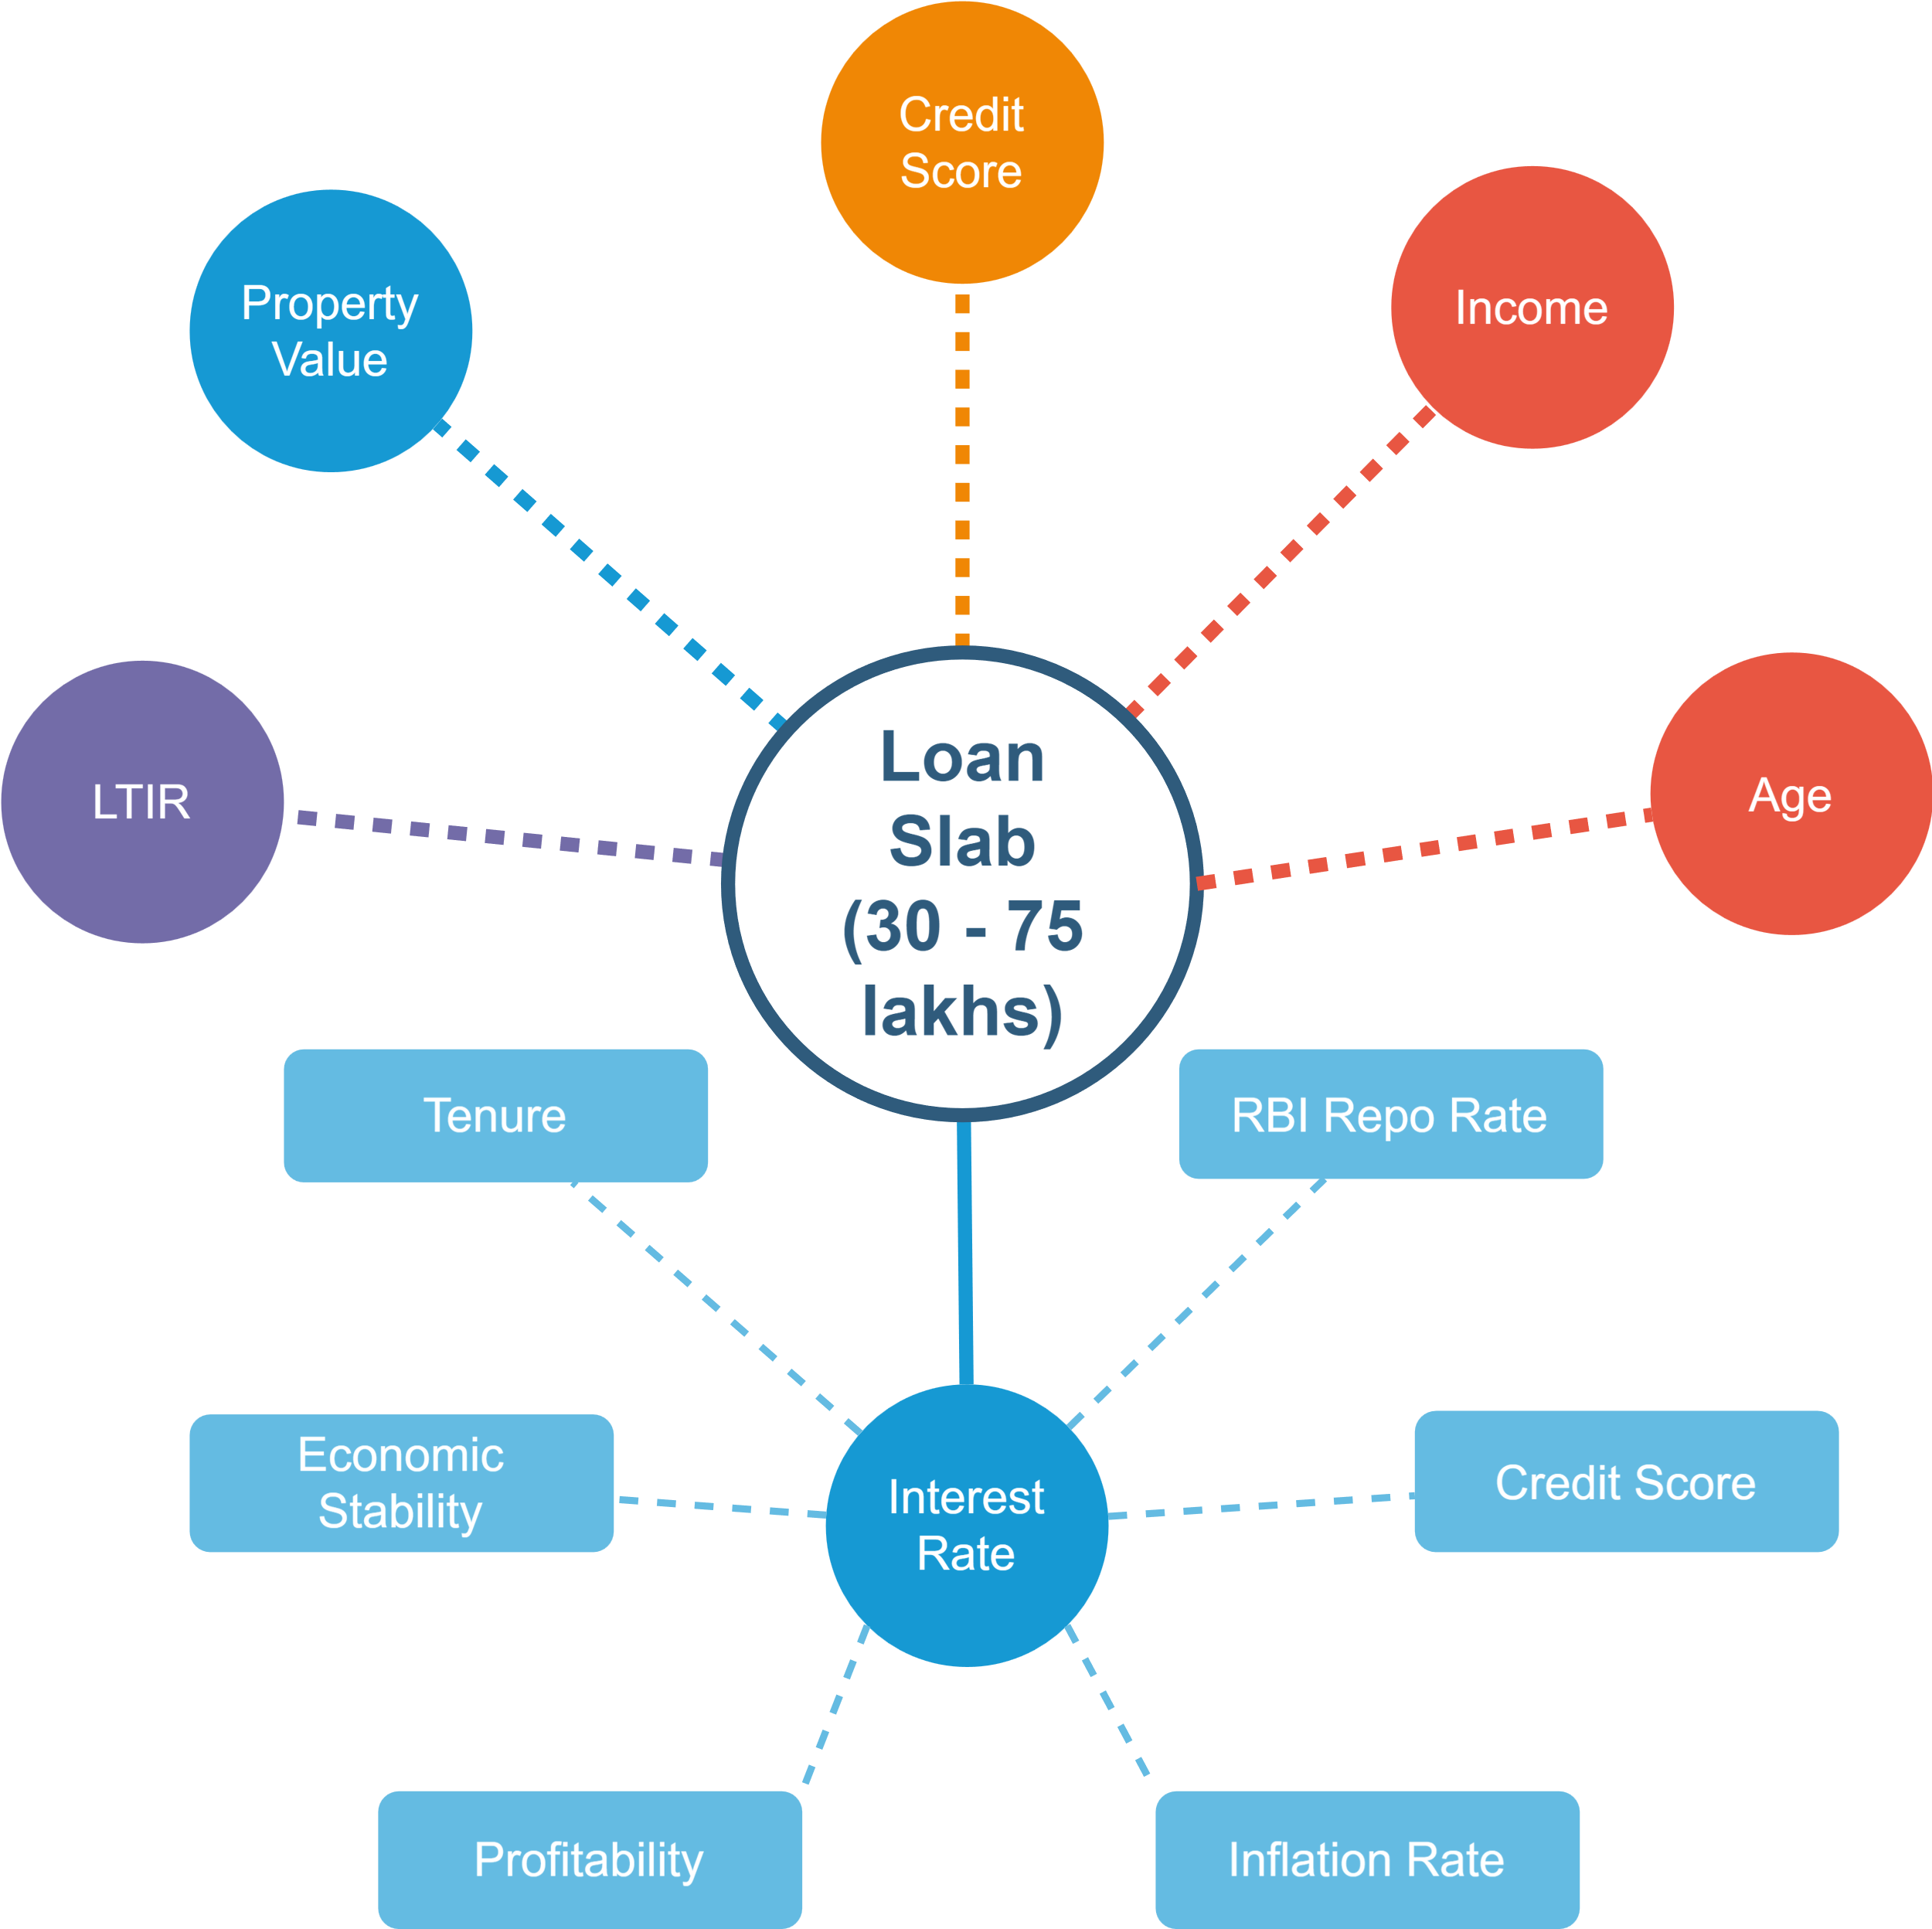 Credit
Score
Property
Value
Income
LTIR
Age
Loan
Slab
(30 - 75
lakhs)
Tenure
RBI Repo Rate
Economic
Stability
Interest
Rate
Credit Score
Profitability
Inflation Rate